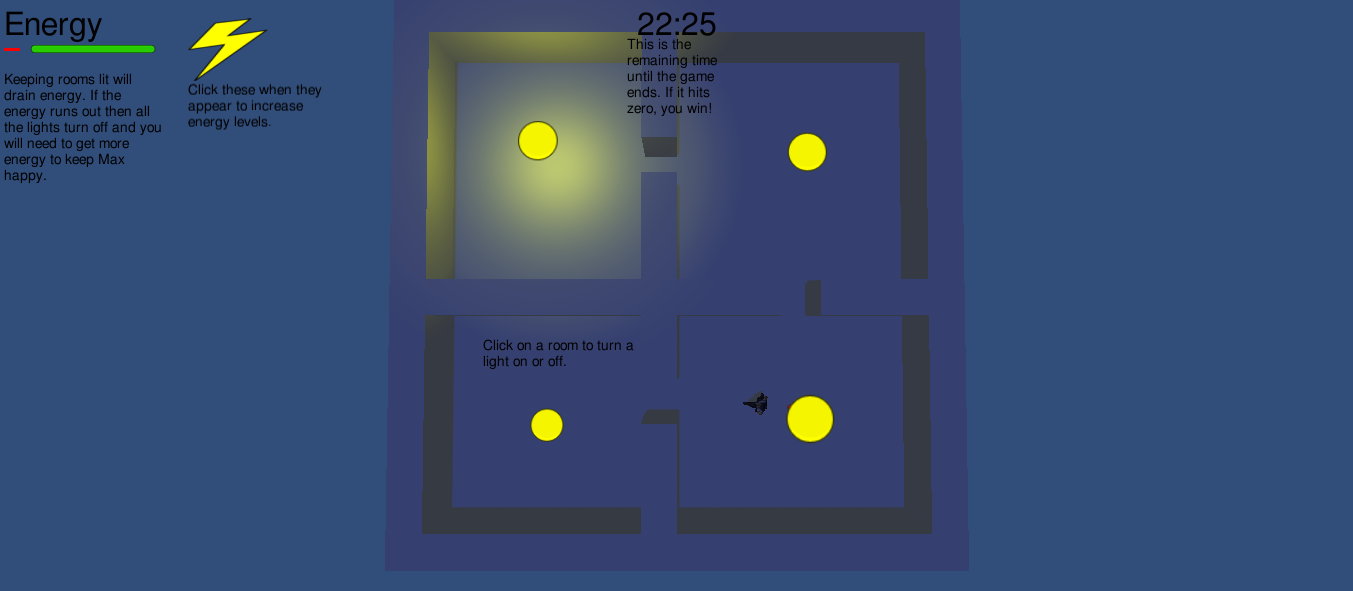 Energy
Keeping rooms lit will
drain energy. If the
energy runs out then all
the lights turn off and you
will need to get more
energy to keep Max
happy.
Click these when they
appear to increase
energy levels.
22:25
This is the
remaining time
until the game
ends. If it hits
zero, you win!
Click on a room to turn a
light on or off.